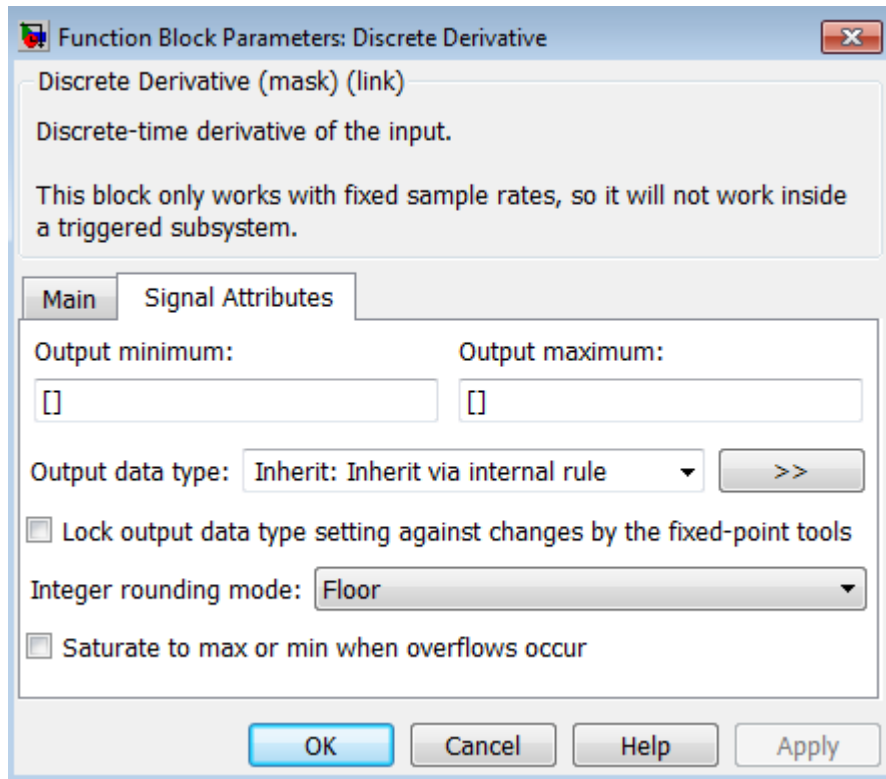 Function Block Parameters: Discrete Derivative
Discrete Derivative (mask) (link)
Discrete-time derivative of the input.
This block only works with fixed sample rates, so it will not work inside
a triggered subsystem.
Main Signal Attributes
Output minimum: Output maximum:
[] []
Output data type: Inherit: Inherit via internal rule >>
Lock output data type setting against changes by the fixed-point tools
Integer rounding mode: Floor
Saturate to max or min when overflows occur
OK Cancel Help Apply